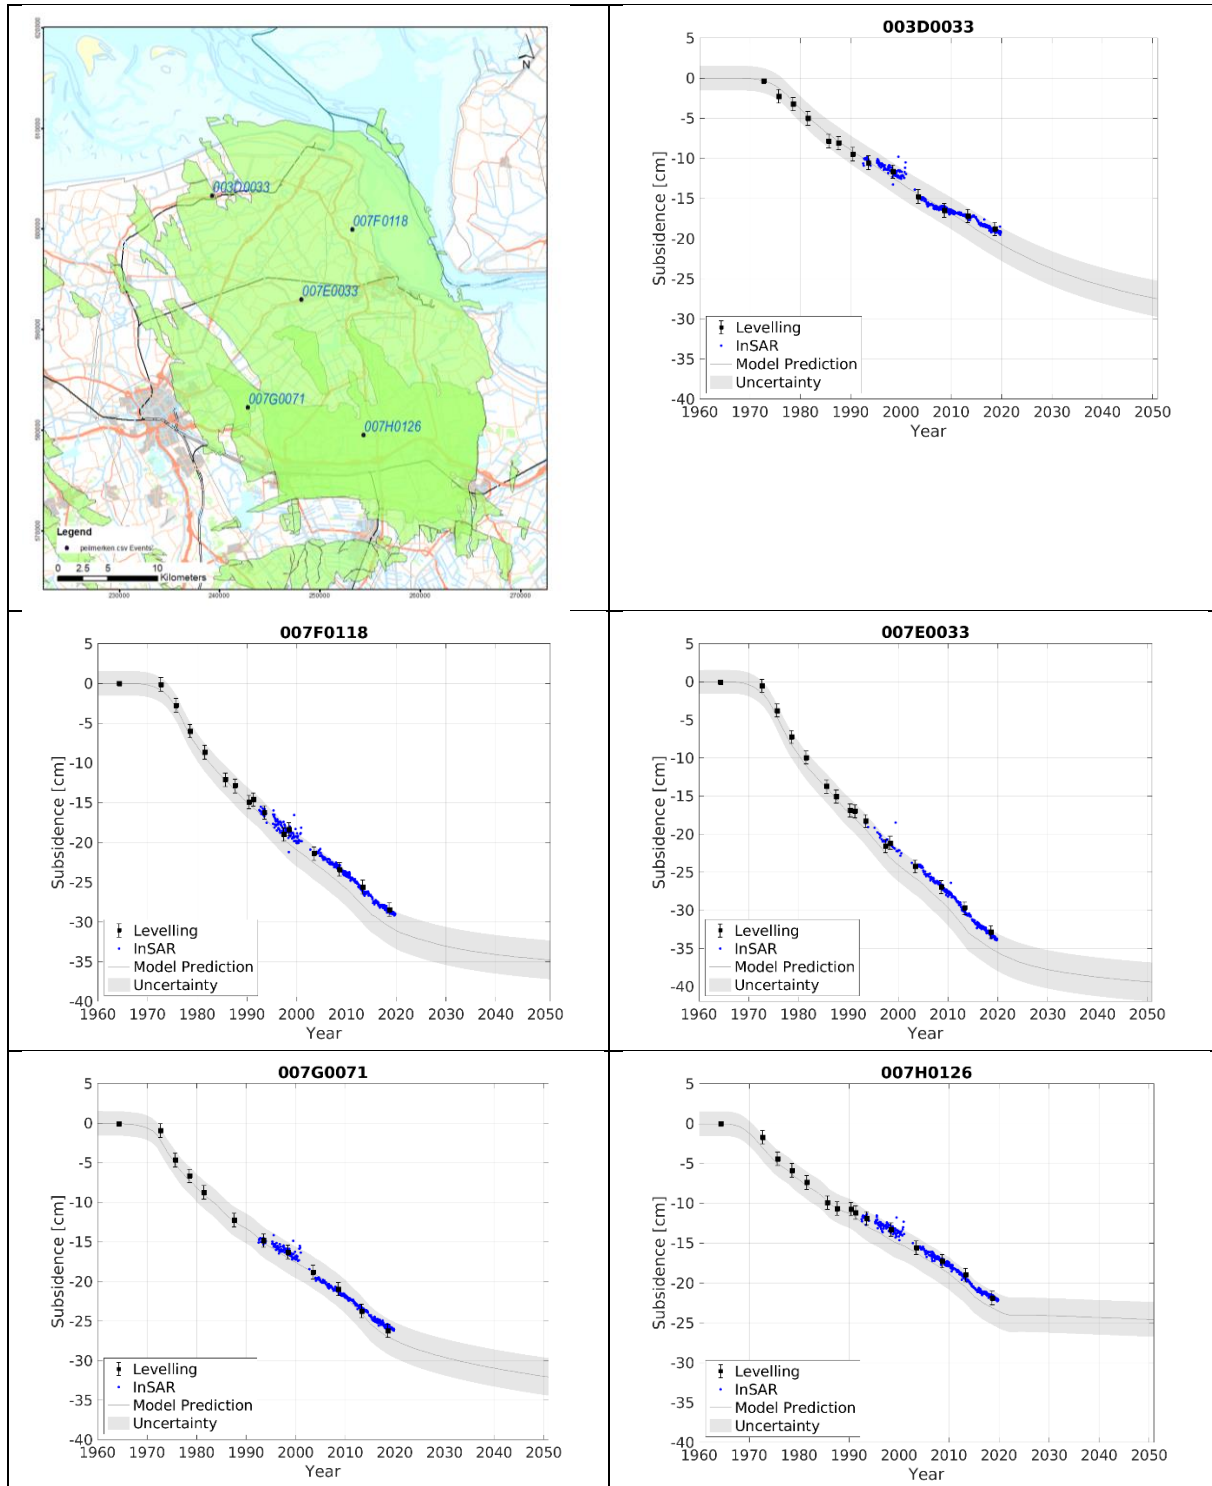 N
003D0033
007F0118
007E0033
007G0071
007H0126
Legend
peilmerken.csv Events
0 2.5 5 10
Kilometers
230000 240000 250000 260000 270000
003D0033
5
0
-5
-10
-15
-20
-25
-30
-35
-40
Subsidence [cm]
Levelling
InSAR
Model Prediction
Uncertainty
1960 1970 1980 1990 2000 2010 2020 2030 2040 2050
Year
007F0118
5
0
-5
-10
-15
-20
-25
-30
-35
-40
Subsidence [cm]
Levelling
InSAR
Model Prediction
Uncertainty
1960 1970 1980 1990 2000 2010 2020 2030 2040 2050
Year
007E0033
5
0
-5
-10
-15
-20
-25
-30
-35
-40
Subsidence [cm]
Levelling
InSAR
Model Prediction
Uncertainty
1960 1970 1980 1990 2000 2010 2020 2030 2040 2050
Year
007G0071
5
0
-5
-10
-15
-20
-25
-30
-35
-40
Subsidence [cm]
Levelling
InSAR
Model Prediction
Uncertainty
1960 1970 1980 1990 2000 2010 2020 2030 2040 2050
Year
007H0126
5
0
-5
-10
-15
-20
-25
-30
-35
-40
Subsidence [cm]
Levelling
InSAR
Model Prediction
Uncertainty
1960 1970 1980 1990 2000 2010 2020 2030 2040 2050
Year